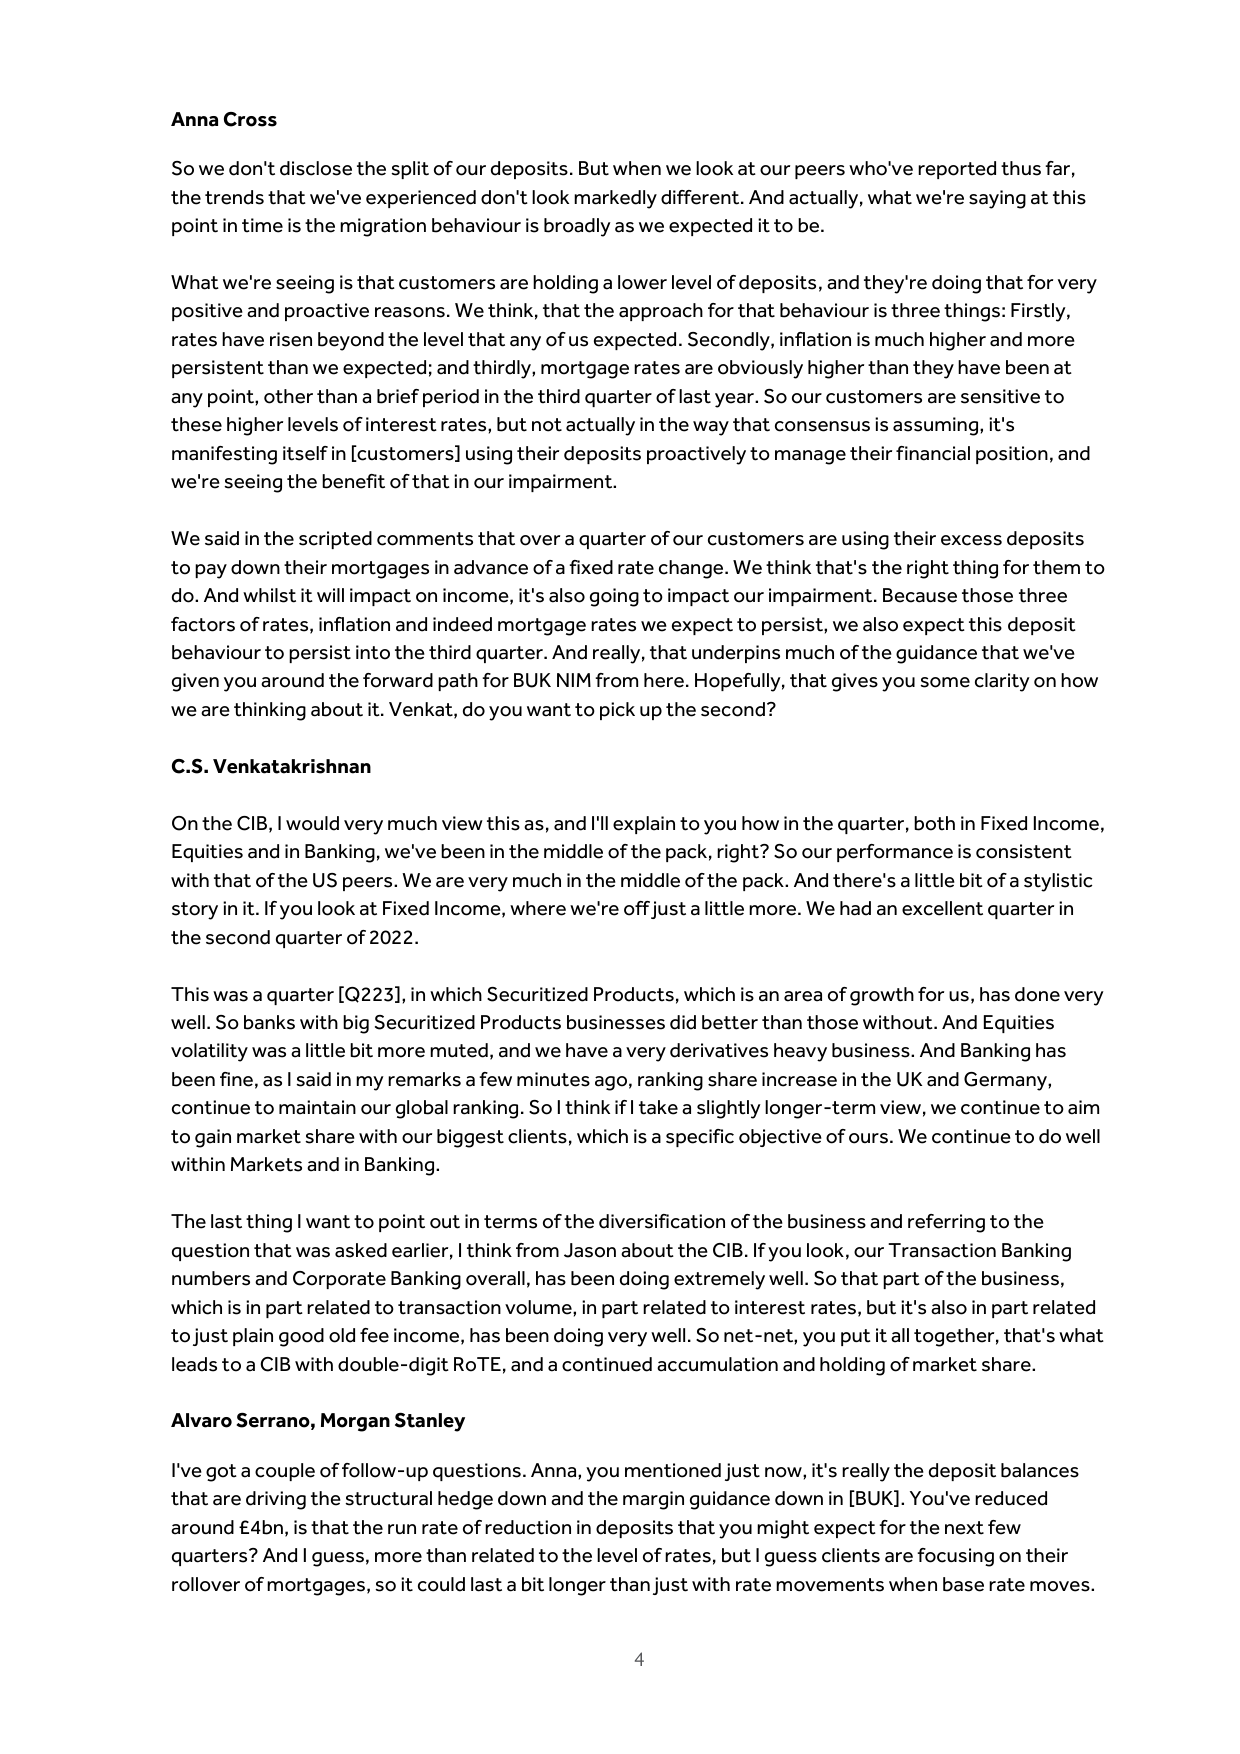 Anna Cross
So we don't disclose the split of our deposits. But when we look at our peers who've reported thus far,
the trends that we've experienced don't look markedly different. And actually, what we're saying at this
point in time is the migration behaviour is broadly as we expected it to be.
What we're seeing is that customers are holding a lower level of deposits, and they're doing that for very
positive and proactive reasons. We think, that the approach for that behaviour is three things: Firstly,
rates have risen beyond the level that any of us expected. Secondly, inflation is much higher and more
persistent than we expected; and thirdly, mortgage rates are obviously higher than they have been at
any point, other than a brief period in the third quarter of last year. So our customers are sensitive to
these higher levels of interest rates, but not actually in the way that consensus is assuming, it's
manifesting itself in [customers] using their deposits proactively to manage their financial position, and
we're seeing the benefit of that in our impairment.
We said in the scripted comments that over a quarter of our customers are using their excess deposits
to pay down their mortgages in advance of a fixed rate change. We think that's the right thing for them to
do. And whilst it will impact on income, it's also going to impact our impairment. Because those three
factors of rates, inflation and indeed mortgage rates we expect to persist, we also expect this deposit
behaviour to persist into the third quarter. And really, that underpins much of the guidance that we've
given you around the forward path for BUK NIM from here. Hopefully, that gives you some clarity on how
we are thinking about it. Venkat, do you want to pick up the second?
C.S. Venkatakrishnan
On the CIB, I would very much view this as, and I'll explain to you how in the quarter, both in Fixed Income,
Equities and in Banking, we've been in the middle of the pack, right? So our performance is consistent
with that of the US peers. We are very much in the middle of the pack. And there's a little bit of a stylistic
story in it. If you look at Fixed Income, where we're off just a little more. We had an excellent quarter in
the second quarter of 2022.
This was a quarter [Q223], in which Securitized Products, which is an area of growth for us, has done very
well. So banks with big Securitized Products businesses did better than those without. And Equities
volatility was a little bit more muted, and we have a very derivatives heavy business. And Banking has
been fine, as I said in my remarks a few minutes ago, ranking share increase in the UK and Germany,
continue to maintain our global ranking. So I think if I take a slightly longer-term view, we continue to aim
to gain market share with our biggest clients, which is a specific objective of ours. We continue to do well
within Markets and in Banking.
The last thing I want to point out in terms of the diversification of the business and referring to the
question that was asked earlier, I think from Jason about the CIB. If you look, our Transaction Banking
numbers and Corporate Banking overall, has been doing extremely well. So that part of the business,
which is in part related to transaction volume, in part related to interest rates, but it's also in part related
to just plain good old fee income, has been doing very well. So net-net, you put it all together, that's what
leads to a CIB with double-digit RoTE, and a continued accumulation and holding of market share.
Alvaro Serrano, Morgan Stanley
I've got a couple of follow-up questions. Anna, you mentioned just now, it's really the deposit balances
that are driving the structural hedge down and the margin guidance down in [BUK]. You've reduced
around £4bn, is that the run rate of reduction in deposits that you might expect for the next few
quarters? And I guess, more than related to the level of rates, but I guess clients are focusing on their
rollover of mortgages, so it could last a bit longer than just with rate movements when base rate moves.
4